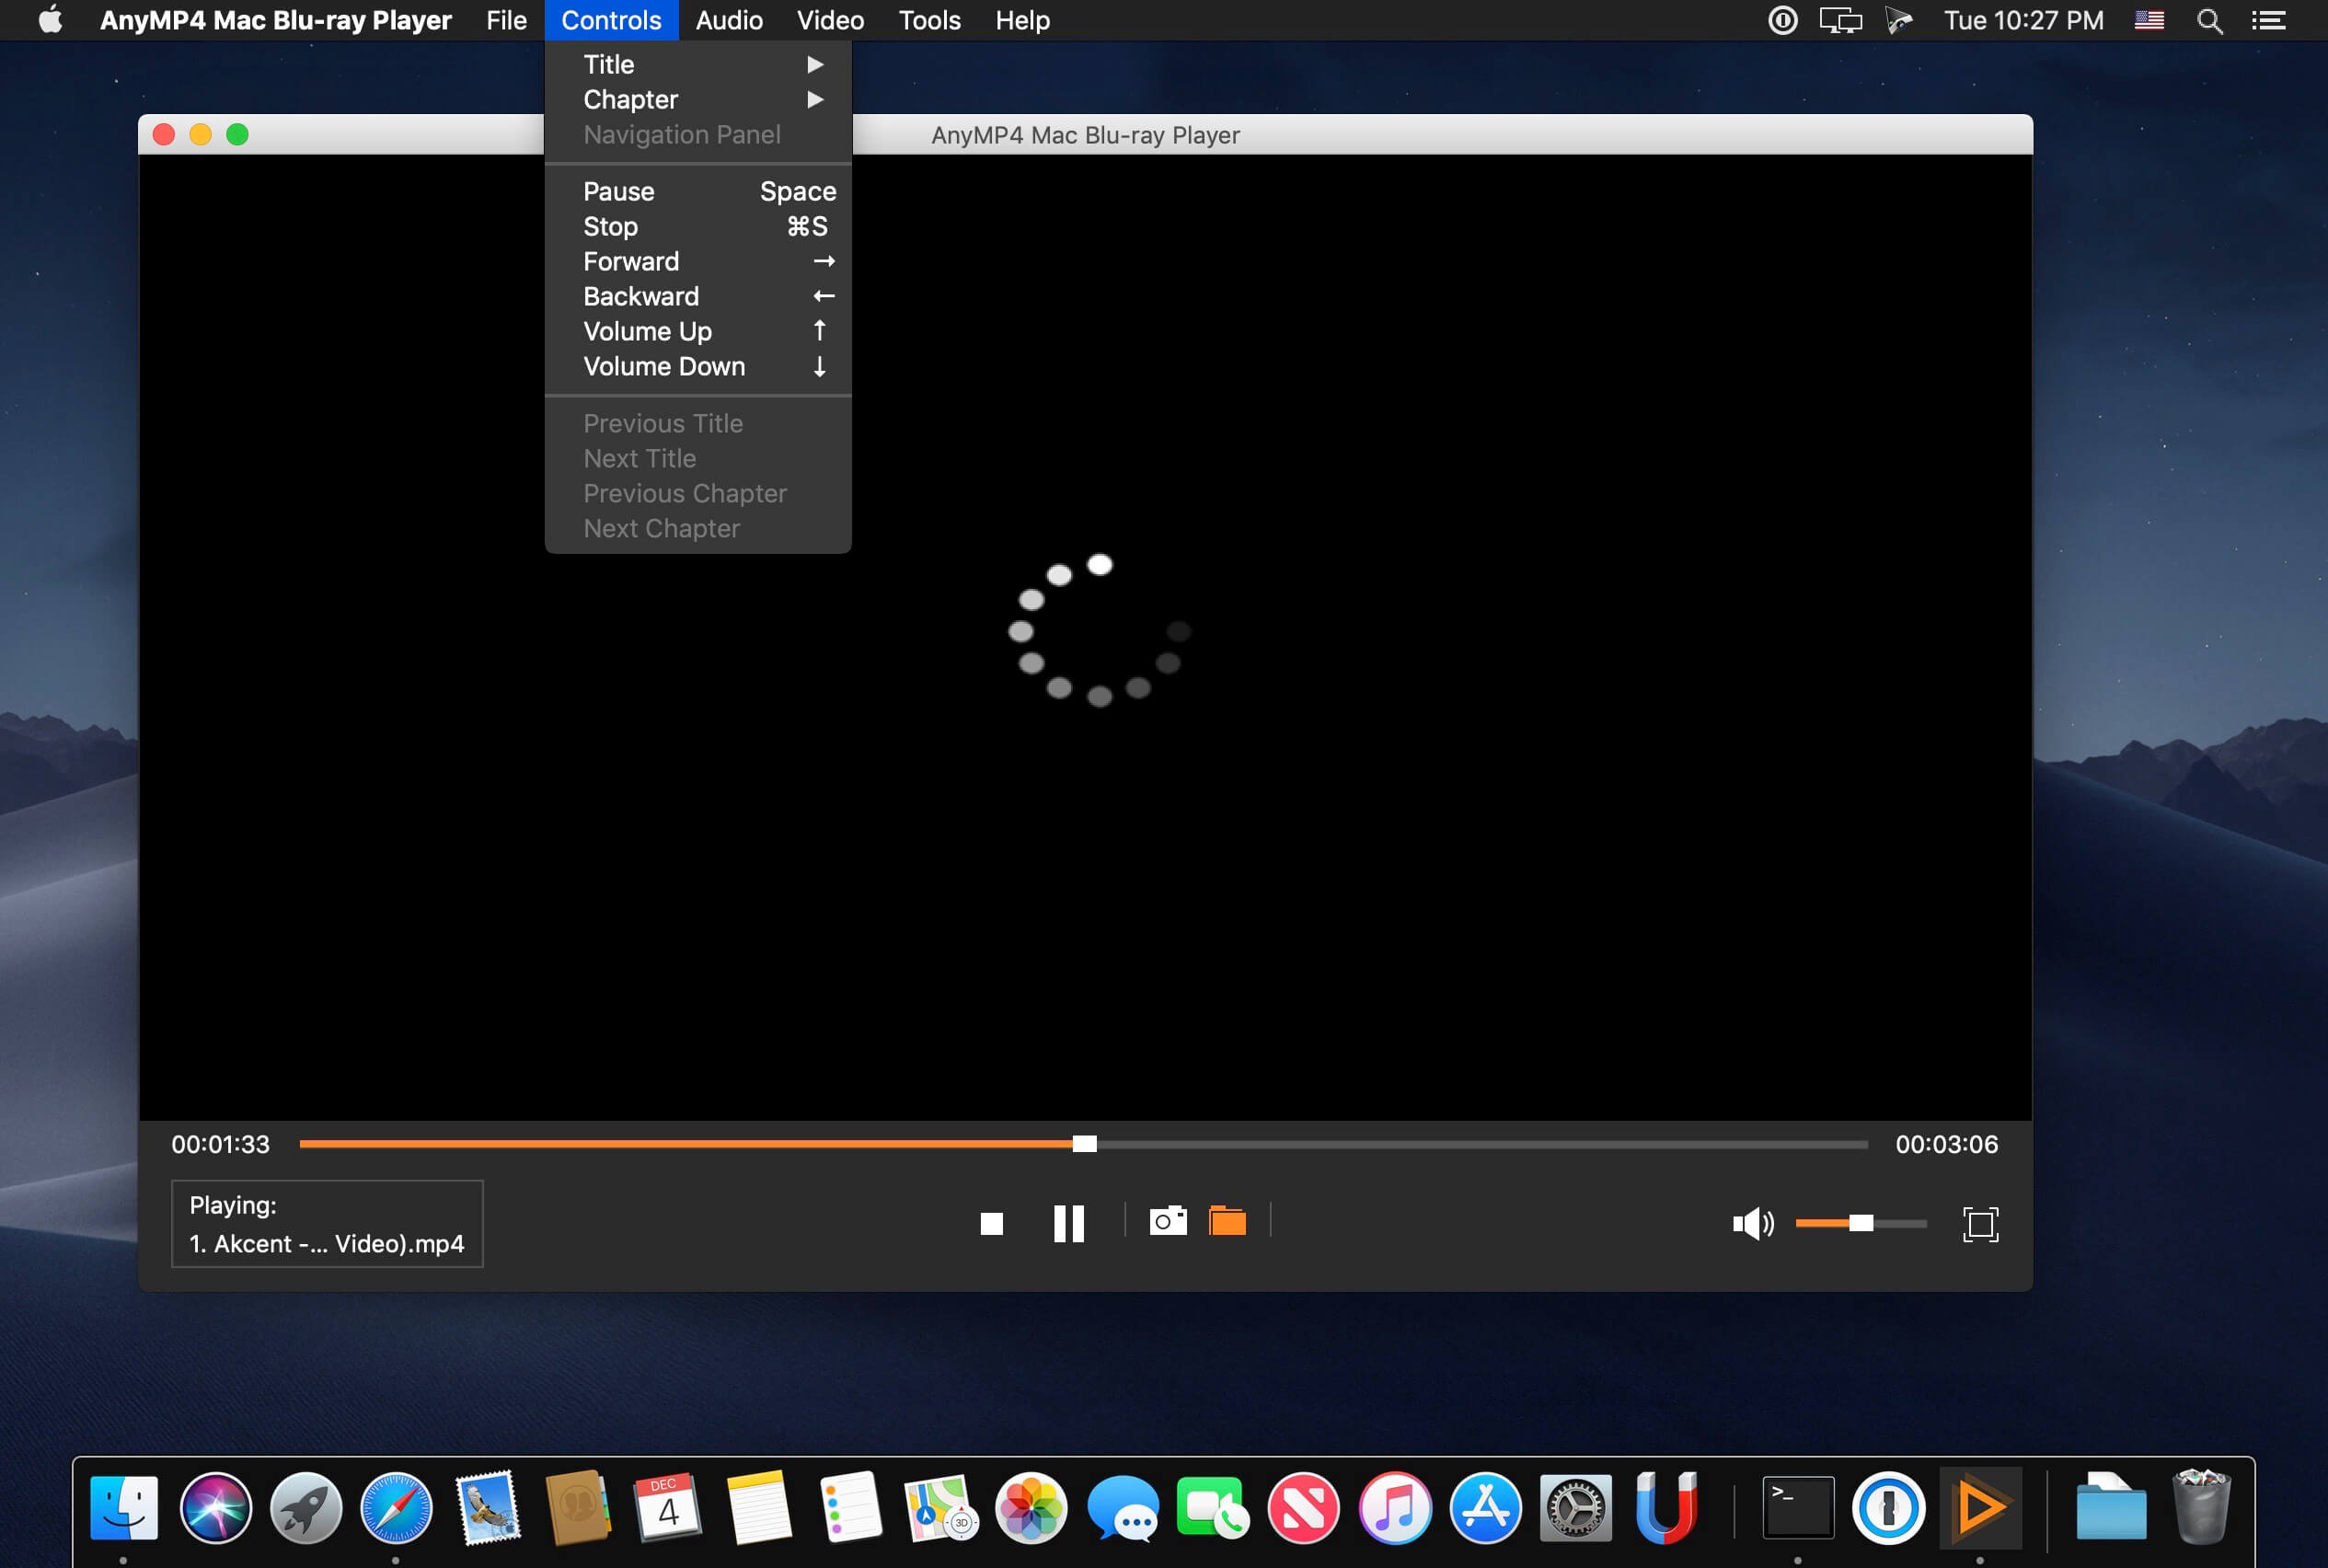 AnyMP4 Mac Blu-ray Player File Controls Audio Video Tools Help Tue 10:27 PM
Title ▶
Chapter ▶
Navigation Panel
AnyMP4 Mac Blu-ray Player
Pause Space
Stop ⌘S
Forward →
Backward ←
Volume Up ↑
Volume Down ↓
Previous Title
Next Title
Previous Chapter
Next Chapter
00:01:33
00:03:06
Playing:
1. Akcent -... Video).mp4
DEC
4
3D
>_